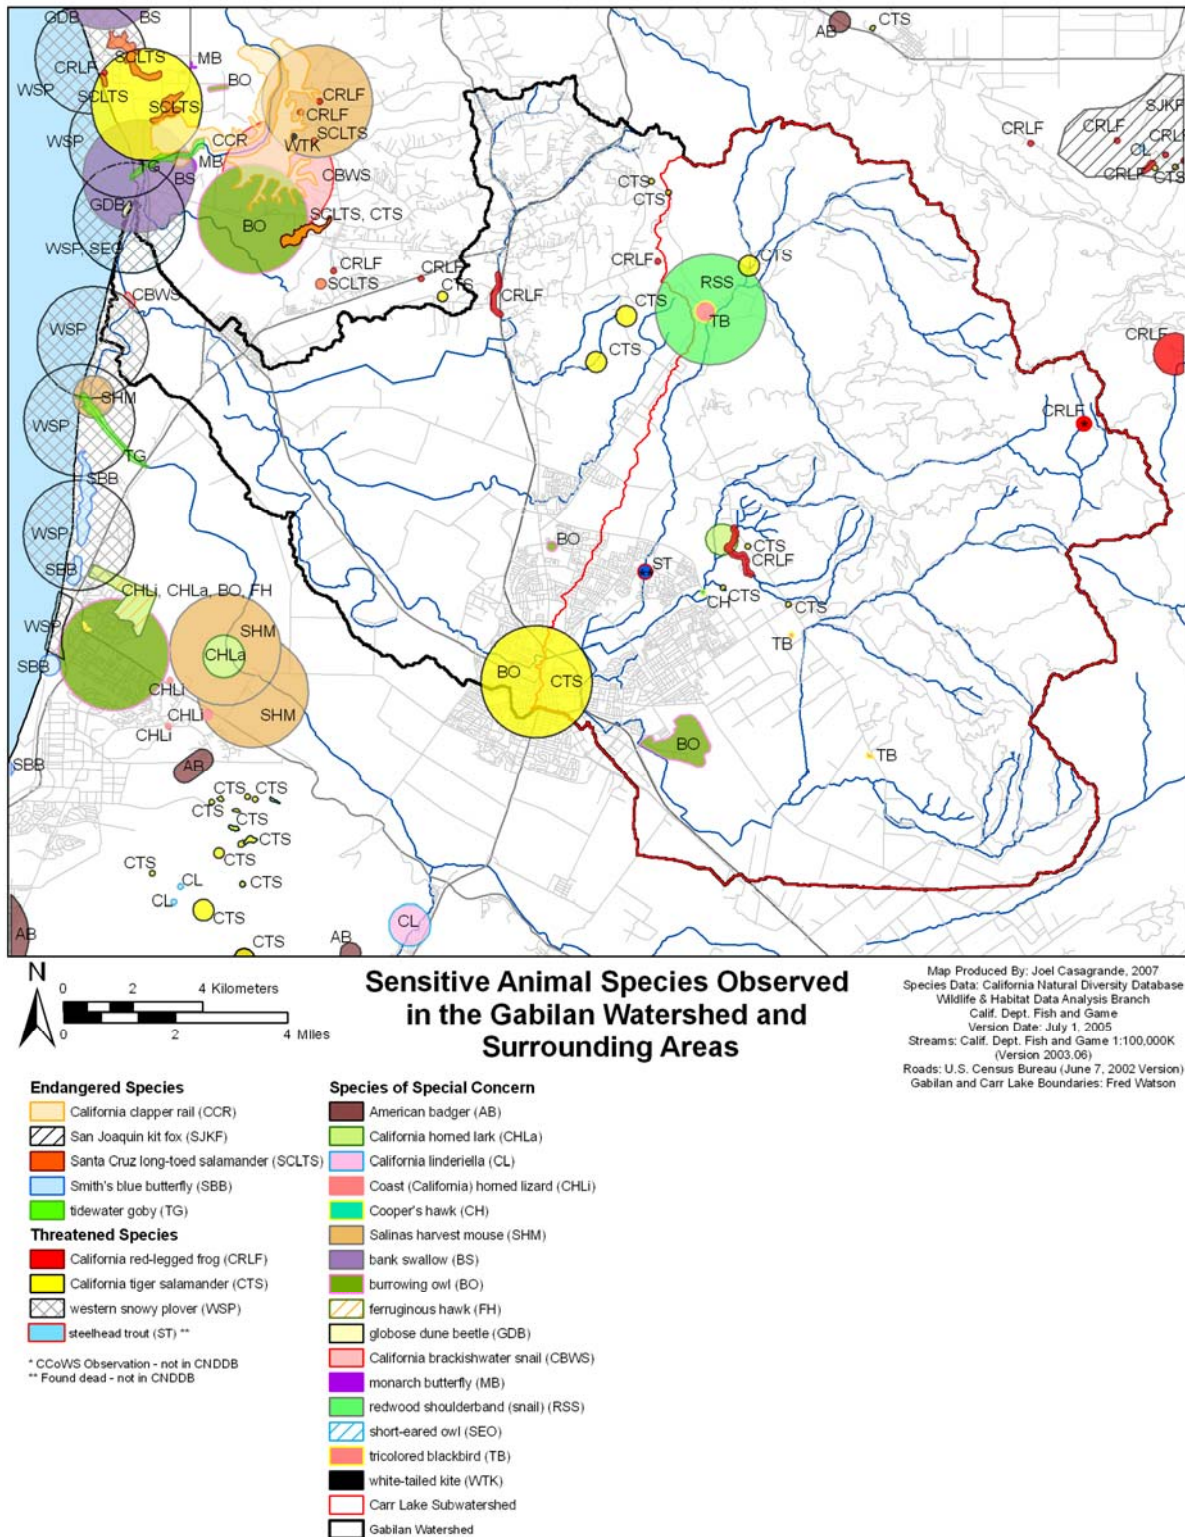 GDB
BS
AB
CTS
SCLTS
MB
CRLF
BO
WSP
SCLTS
SCLTS
CRLF
CRLF
SCLTS
SJKF
CRLF
CRLF
CRLF
CL
CRLF
CTS
WSP
CCR
WTK
TG
MB
BS
CBWS
CTS
CTS
GDB
BO
SCLTS, CTS
WSP, SEO
CRLF
CTS
CRLF
SCLTS
CRLF
CTS
CRLF
RSS
CBWS
CTS
TB
WSP
CTS
CRLF
SHM
CRLF
WSP
TG
SBB
WSP
BO
CTS
CRLF
ST
SBB
CHLi, CHLa, BO, FH
CH
CTS
CTS
WSP
SHM
CHLa
TB
SBB
BO
CTS
CHLi
CHLi
SHM
CHLi
BO
TB
SBB
AB
CTS
CTS
CTS
CTS
CTS
CTS
CTS
CTS
CL
CL
CTS
CL
AB
CTS
AB
N
0 2 4 Kilometers
0 2 4 Miles
Sensitive Animal Species Observed
in the Gabilan Watershed and
Surrounding Areas
Map Produced By: Joel Casagrande, 2007
Species Data: California Natural Diversity Database
Wildlife & Habitat Data Analysis Branch
Calif. Dept. Fish and Game
Version Date: July 1, 2005
Streams: Calif. Dept. Fish and Game 1:100,000K
(Version 2003.06)
Roads: U.S. Census Bureau (June 7, 2002 Version)
Gabilan and Carr Lake Boundaries: Fred Watson
Endangered Species
California clapper rail (CCR)
San Joaquin kit fox (SJKF)
Santa Cruz long-toed salamander (SCLTS)
Smith's blue butterfly (SBB)
tidewater goby (TG)
Threatened Species
California red-legged frog (CRLF)
California tiger salamander (CTS)
western snowy plover (WSP)
steelhead trout (ST) **
* CCoWS Observation - not in CNDDB
** Found dead - not in CNDDB
Species of Special Concern
American badger (AB)
California horned lark (CHLa)
California linderiella (CL)
Coast (California) horned lizard (CHLi)
Cooper's hawk (CH)
Salinas harvest mouse (SHM)
bank swallow (BS)
burrowing owl (BO)
ferruginous hawk (FH)
globose dune beetle (GDB)
California brackishwater snail (CBWS)
monarch butterfly (MB)
redwood shoulderband (snail) (RSS)
short-eared owl (SEO)
tricolored blackbird (TB)
white-tailed kite (WTK)
Carr Lake Subwatershed
Gabilan Watershed